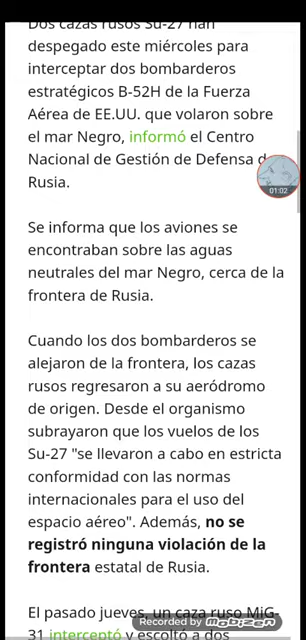 Dos cazas rusos Su-27 han
despegado este miércoles para
interceptar dos bombarderos
estratégicos B-52H de la Fuerza
Aérea de EE.UU. que volaron sobre
el mar Negro, informó el Centro
Nacional de Gestión de Defensa d
Rusia.
01:02
Se informa que los aviones se
encontraban sobre las aguas
neutrales del mar Negro, cerca de la
frontera de Rusia.
Cuando los dos bombarderos se
alejaron de la frontera, los cazas
rusos regresaron a su aeródromo
de origen. Desde el organismo
subrayaron que los vuelos de los
Su-27 "se llevaron a cabo en estricta
conformidad con las normas
internacionales para el uso del
espacio aéreo". Además, no se
registró ninguna violación de la
frontera estatal de Rusia.
El pasado jueves, un caza ruso MiG-
Recorded by mobizen
31 interceptó y escoltó a dos